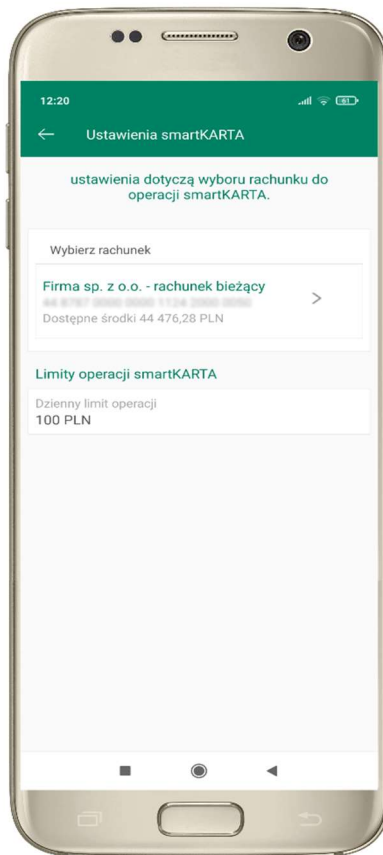 12:20
61
Ustawienia smartKARTA
ustawienia dotyczą wyboru rachunku do
operacji smartKARTA.
Wybierz rachunek
Firma sp. z o.o. - rachunek bieżący
Dostępne środki 44 476,28 PLN
Limity operacji smartKARTA
Dzienny limit operacji
100 PLN